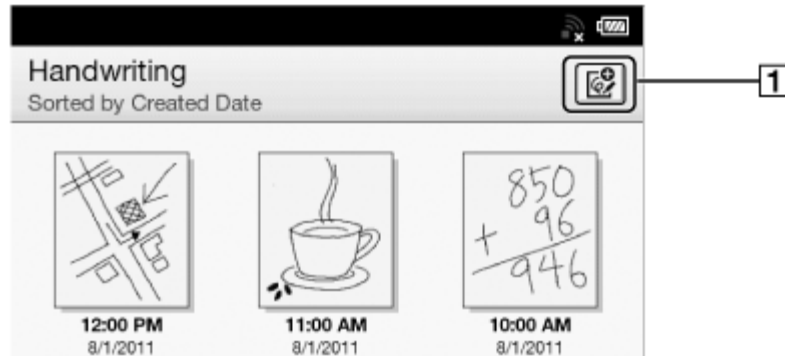 Handwriting
Sorted by Created Date
1
850
+ 96
946
12:00 PM
8/1/2011
11:00 AM
8/1/2011
10:00 AM
8/1/2011